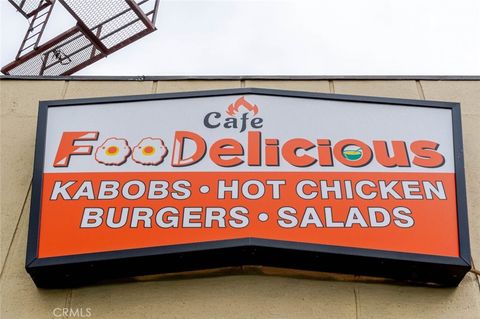 Cafe
FooDelicious
KABOBS • HOT CHICKEN
BURGERS • SALADS
CRMLS